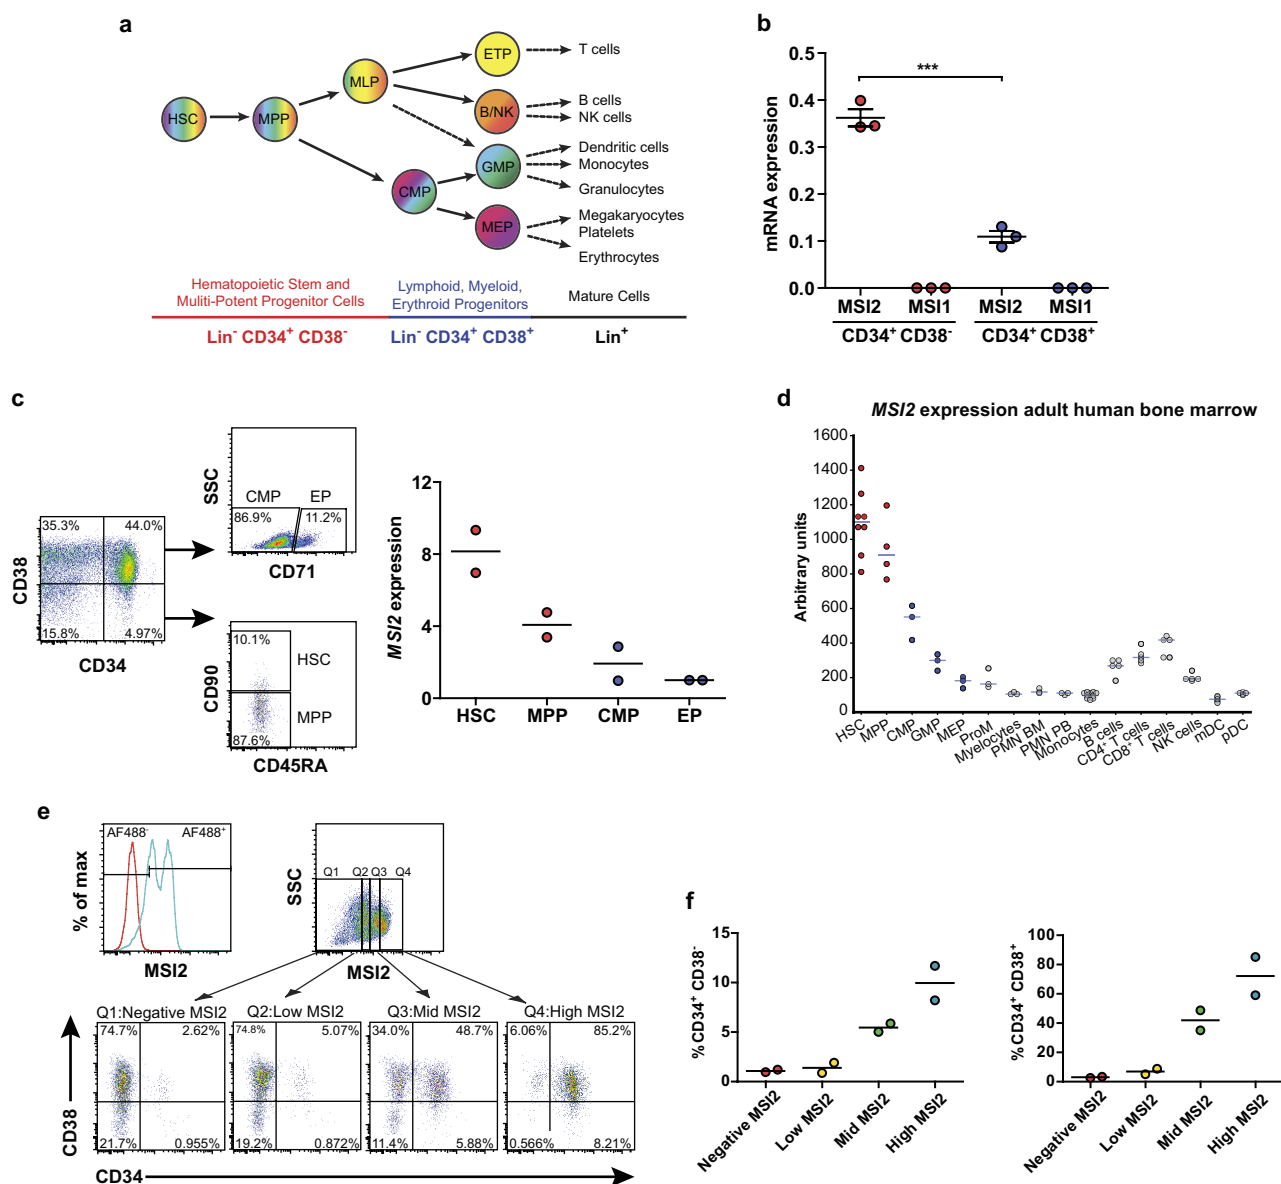 a
HSC
MPP
MLP
CMP
ETP
B/NK
GMP
MEP
T cells
B cells
NK cells
Dendritic cells
Monocytes
Granulocytes
Megakaryocytes
Platelets
Erythrocytes
Hematopoietic Stem and
Muliti-Potent Progenitor Cells
Lymphoid, Myeloid,
Erythroid Progenitors
Mature Cells
Lin⁻ CD34⁺ CD38⁻
Lin⁻ CD34⁺ CD38⁺
Lin⁺
b
mRNA expression
0.5
0.4
0.3
0.2
0.1
0.0
***
MSI2
MSI1
MSI2
MSI1
CD34⁺ CD38⁻
CD34⁺ CD38⁺
c
CD38
35.3%
44.0%
15.8%
4.97%
CD34
SSC
CMP
EP
86.9%
11.2%
CD71
CD90
10.1%
HSC
MPP
87.6%
CD45RA
MSI2 expression
12
8
4
0
HSC
MPP
CMP
EP
d
MSI2 expression adult human bone marrow
Arbitrary units
1600
1400
1200
1000
800
600
400
200
0
HSC
MPP
CMP
GMP
MEP
ProM
Myelocytes
PMN BM
PMN PB
Monocytes
B cells
CD4⁺ T cells
CD8⁺ T cells
NK cells
mDC
pDC
e
% of max
AF488⁻
AF488⁺
MSI2
SSC
Q1
Q2
Q3
Q4
MSI2
Q1:Negative MSI2
Q2:Low MSI2
Q3:Mid MSI2
Q4:High MSI2
74.7%
2.62%
21.7%
0.955%
74.8%
5.07%
19.2%
0.872%
34.0%
48.7%
11.4%
5.88%
6.06%
85.2%
0.566%
8.21%
CD38
CD34
f
% CD34⁺ CD38⁻
15
10
5
0
Negative MSI2
Low MSI2
Mid MSI2
High MSI2
% CD34⁺ CD38⁺
100
80
60
40
20
0
Negative MSI2
Low MSI2
Mid MSI2
High MSI2